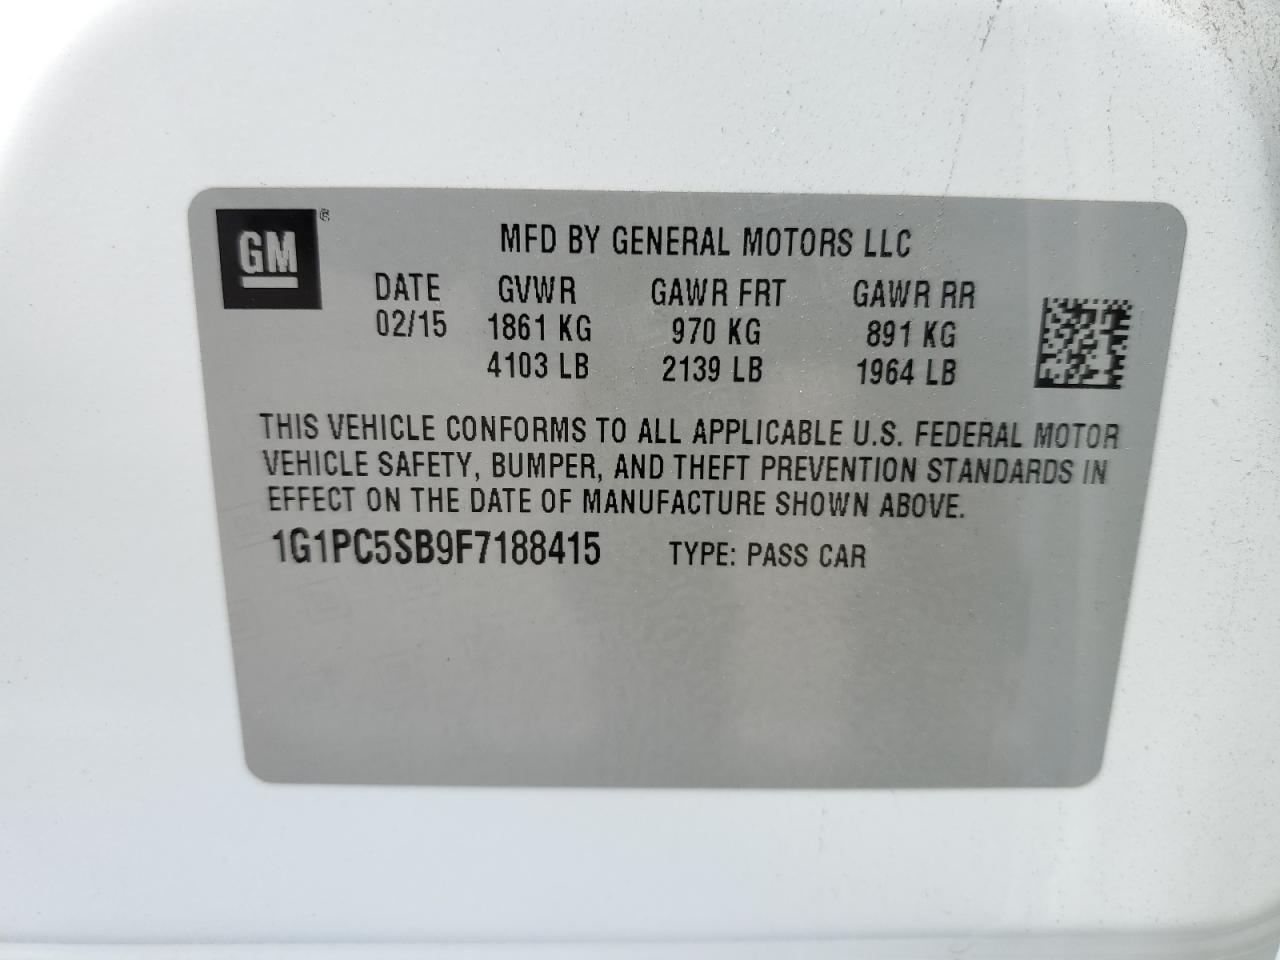 GM ®
MFD BY GENERAL MOTORS LLC
DATE GVWR GAWR FRT GAWR RR
02/15 1861 KG 970 KG 891 KG
4103 LB 2139 LB 1964 LB
THIS VEHICLE CONFORMS TO ALL APPLICABLE U.S. FEDERAL MOTOR
VEHICLE SAFETY, BUMPER, AND THEFT PREVENTION STANDARDS IN
EFFECT ON THE DATE OF MANUFACTURE SHOWN ABOVE.
1G1PC5SB9F7188415 TYPE: PASS CAR